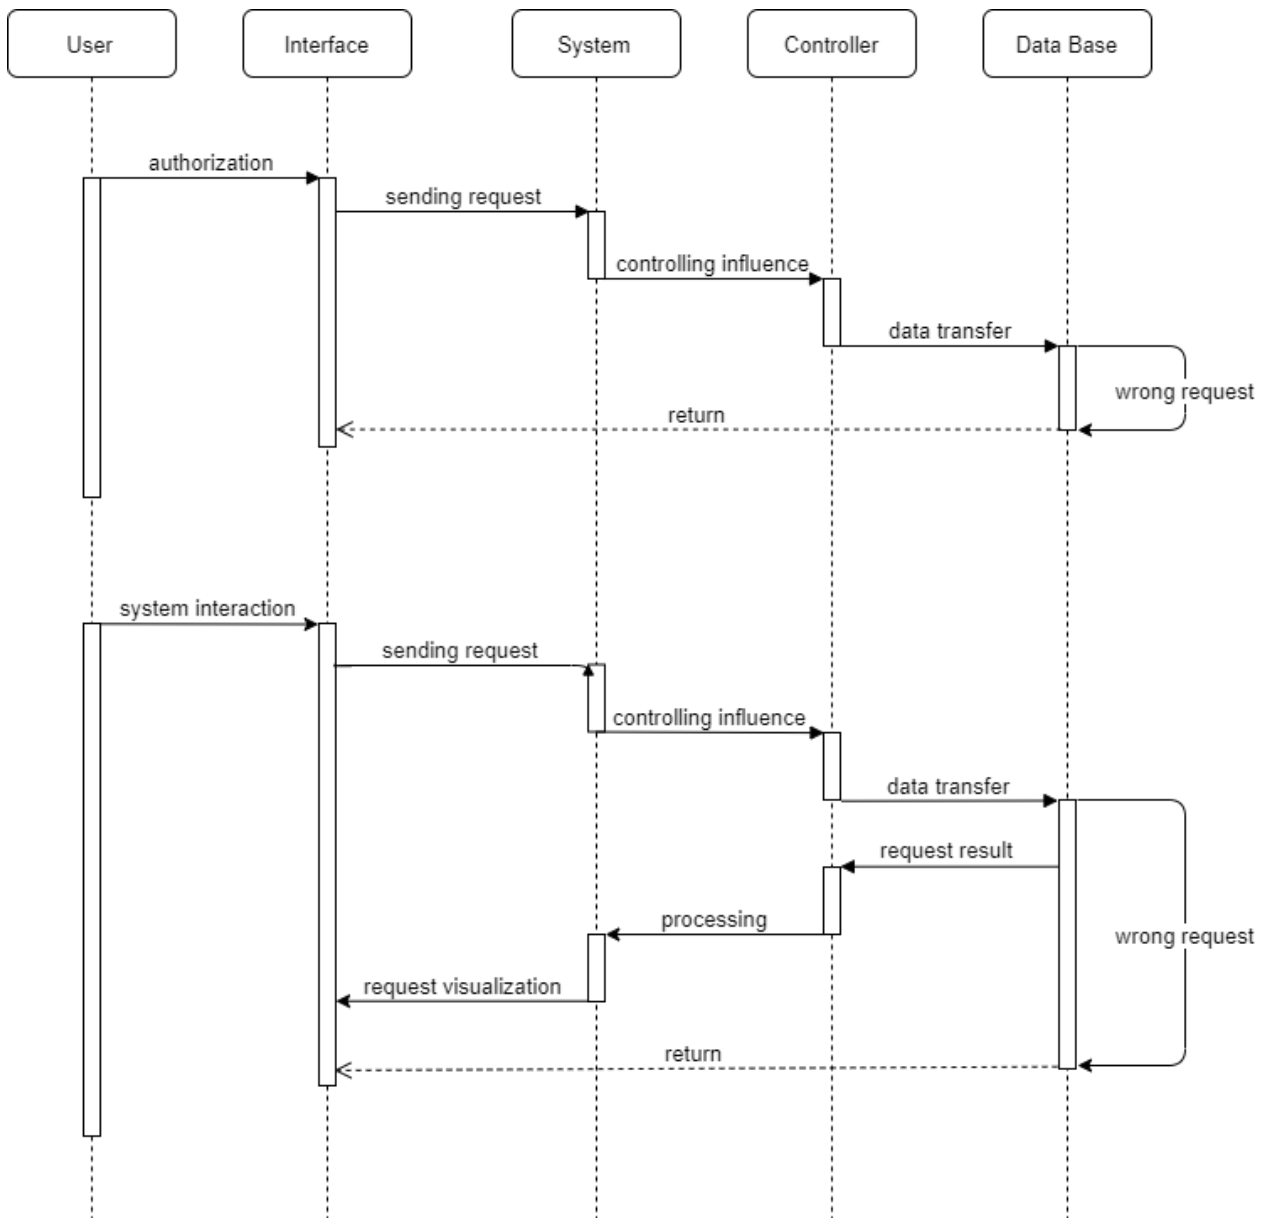 User
Interface
System
Controller
Data Base
authorization
sending request
controlling influence
data transfer
wrong request
return
system interaction
sending request
controlling influence
data transfer
request result
processing
wrong request
request visualization
return